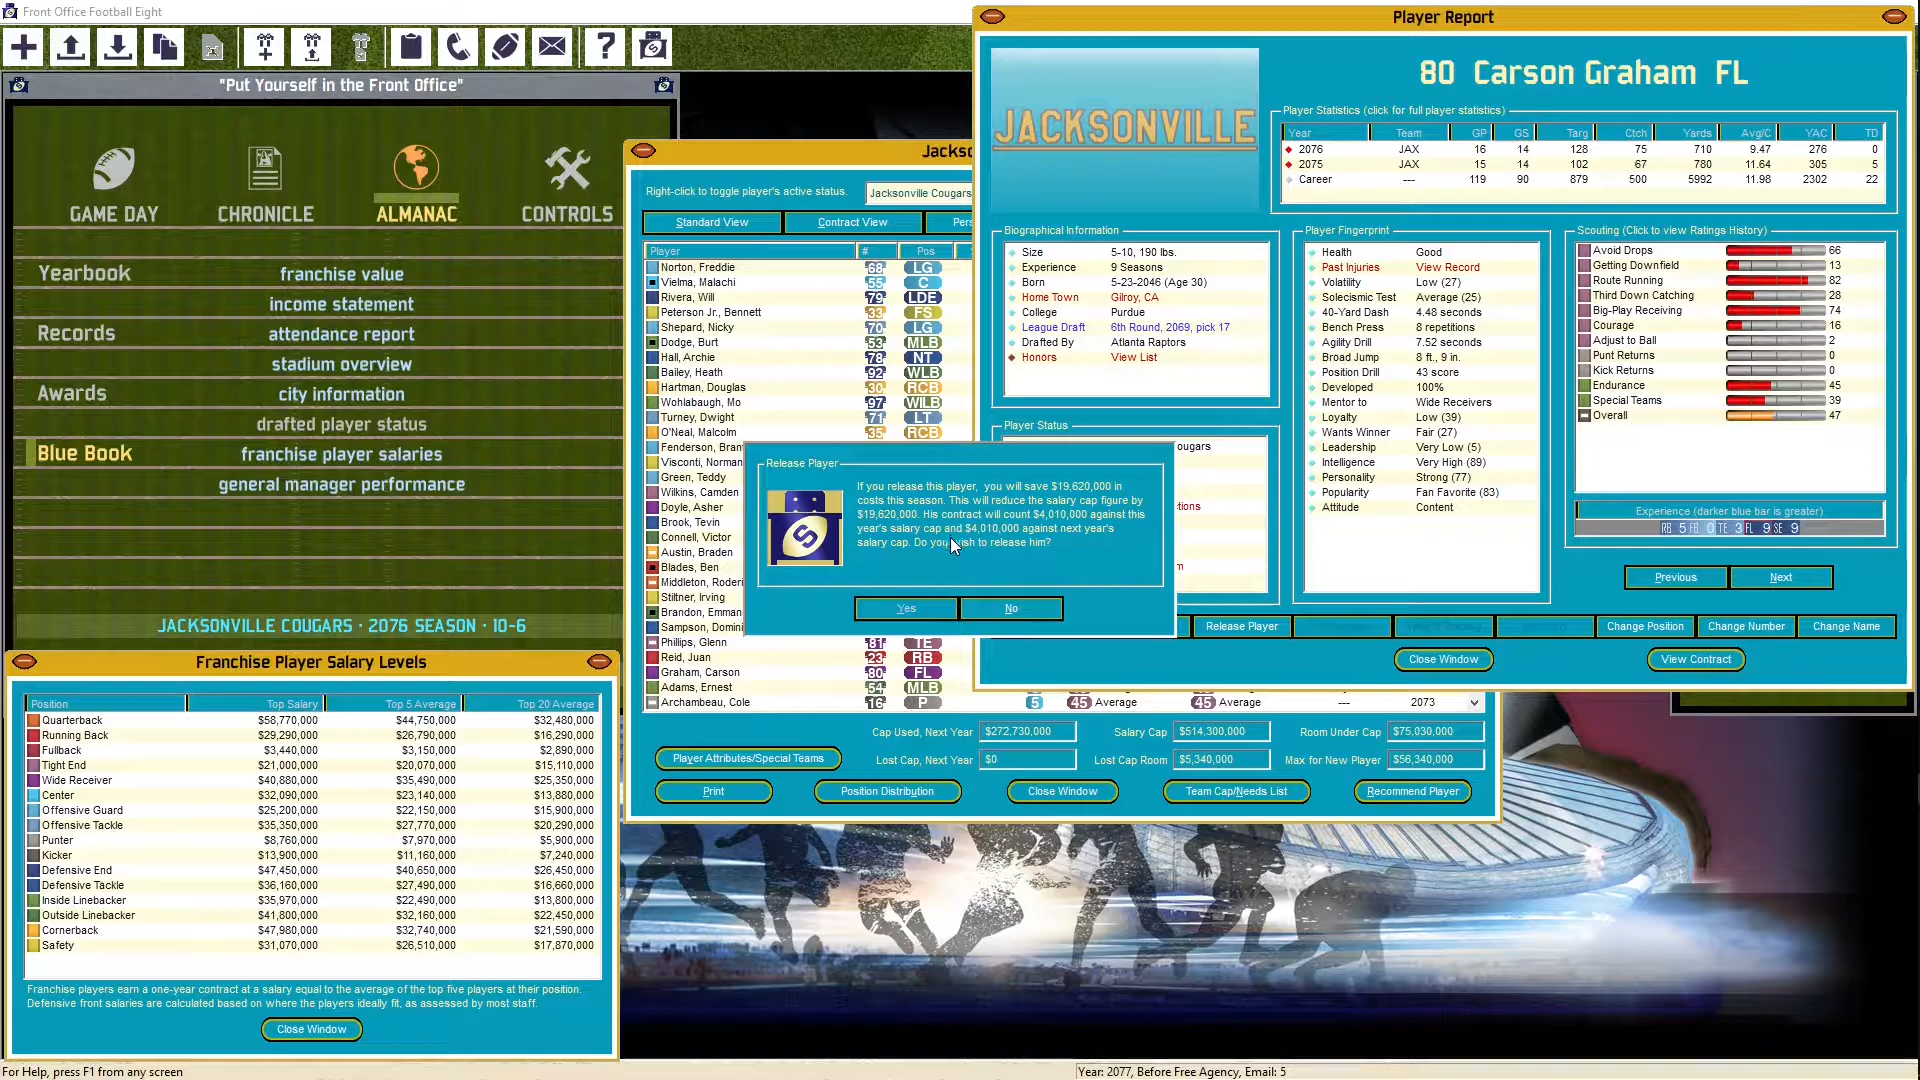 Front Office Football Eight
"Put Yourself in the Front Office"
GAME DAY
CHRONICLE
ALMANAC
CONTROLS
Yearbook
franchise value
income statement
Records
attendance report
stadium overview
Awards
city information
drafted player status
Blue Book
franchise player salaries
general manager performance
JACKSONVILLE COUGARS · 2076 SEASON · 10-6
Franchise Player Salary Levels
Position Top Salary Top 5 Average Top 20 Average
Quarterback $58,770,000 $44,750,000 $32,480,000
Running Back $29,290,000 $26,790,000 $16,290,000
Fullback $3,440,000 $3,150,000 $2,890,000
Tight End $21,000,000 $20,070,000 $15,110,000
Wide Receiver $40,880,000 $35,490,000 $25,350,000
Center $32,090,000 $23,140,000 $13,880,000
Offensive Guard $25,200,000 $22,150,000 $15,900,000
Offensive Tackle $35,350,000 $27,770,000 $20,290,000
Punter $8,760,000 $7,970,000 $5,900,000
Kicker $13,900,000 $11,160,000 $7,240,000
Defensive End $47,450,000 $40,650,000 $26,450,000
Defensive Tackle $36,160,000 $27,490,000 $16,660,000
Inside Linebacker $35,970,000 $22,490,000 $13,800,000
Outside Linebacker $41,800,000 $32,160,000 $22,450,000
Cornerback $47,980,000 $32,740,000 $21,590,000
Safety $31,070,000 $26,510,000 $17,870,000
Franchise players earn a one-year contract at a salary equal to the average of the top five players at their position.
Defensive front salaries are calculated based on where the players ideally fit, as assessed by most staff.
Close Window
Jackso
Right-click to toggle player's active status.
Jacksonville Cougars
Standard View
Contract View
Pers
Player # Pos
Norton, Freddie 68 LG
Vielma, Malachi 55 C
Rivera, Will 79 LDE
Peterson Jr., Bennett 33 FS
Shepard, Nicky 70 LG
Dodge, Burt 53 MLB
Hall, Archie 78 NT
Bailey, Heath 92 WLB
Hartman, Douglas 30 RCB
Wohlabaugh, Mo 97 WILB
Turney, Dwight 71 LT
O'Neal, Malcolm 35 RCB
Fenderson, Bran
Visconti, Norman
Green, Teddy
Wilkins, Camden
Doyle, Asher
Brook, Tevin
Connell, Victor
Austin, Braden
Blades, Ben
Middleton, Roderi
Stiltner, Irving
Brandon, Emman
Sampson, Domini
Phillips, Glenn 81 TE
Reid, Juan 23 RB
Graham, Carson 80 FL
Adams, Ernest 54 MLB
Archambeau, Cole 16 P 5 45 Average 45 Average --- 2073
Cap Used, Next Year $272,730,000 Salary Cap $514,300,000 Room Under Cap $75,030,000
Lost Cap, Next Year $0 Lost Cap Room $5,340,000 Max for New Player $56,340,000
Player Attributes/Special Teams
Print
Position Distribution
Close Window
Team Cap/Needs List
Recommend Player
Release Player
If you release this player, you will save $19,620,000 in
costs this season. This will reduce the salary cap figure by
$19,620,000. His contract will count $4,010,000 against this
year's salary cap and $4,010,000 against next year's
salary cap. Do you wish to release him?
Yes
No
Player Report
JACKSONVILLE
80 Carson Graham FL
Player Statistics (click for full player statistics)
Year Team GP GS Targ Ctch Yards Avg/C YAC TD
2076 JAX 16 14 128 75 710 9.47 276 0
2075 JAX 15 14 102 67 780 11.64 305 5
Career --- 119 90 879 500 5992 11.98 2302 22
Biographical Information
Size 5-10, 190 lbs.
Experience 9 Seasons
Born 5-23-2046 (Age 30)
Home Town Gilroy, CA
College Purdue
League Draft 6th Round, 2069, pick 17
Drafted By Atlanta Raptors
Honors View List
Player Status
ougars
tions
m
Player Fingerprint
Health Good
Past Injuries View Record
Volatility Low (27)
Solecismic Test Average (25)
40-Yard Dash 4.48 seconds
Bench Press 8 repetitions
Agility Drill 7.52 seconds
Broad Jump 8 ft., 9 in.
Position Drill 43 score
Developed 100%
Mentor to Wide Receivers
Loyalty Low (39)
Wants Winner Fair (27)
Leadership Very Low (5)
Intelligence Very High (89)
Personality Strong (77)
Popularity Fan Favorite (83)
Attitude Content
Scouting (Click to view Ratings History)
Avoid Drops 66
Getting Downfield 13
Route Running 82
Third Down Catching 28
Big-Play Receiving 74
Courage 16
Adjust to Ball 2
Punt Returns 0
Kick Returns 0
Endurance 45
Special Teams 39
Overall 47
Experience (darker blue bar is greater)
RB 5 FB 0 TE 3 FL 9 SE 9
Previous
Next
Release Player
Change Position
Change Number
Change Name
Close Window
View Contract
For Help, press F1 from any screen
Year: 2077, Before Free Agency, Email: 5